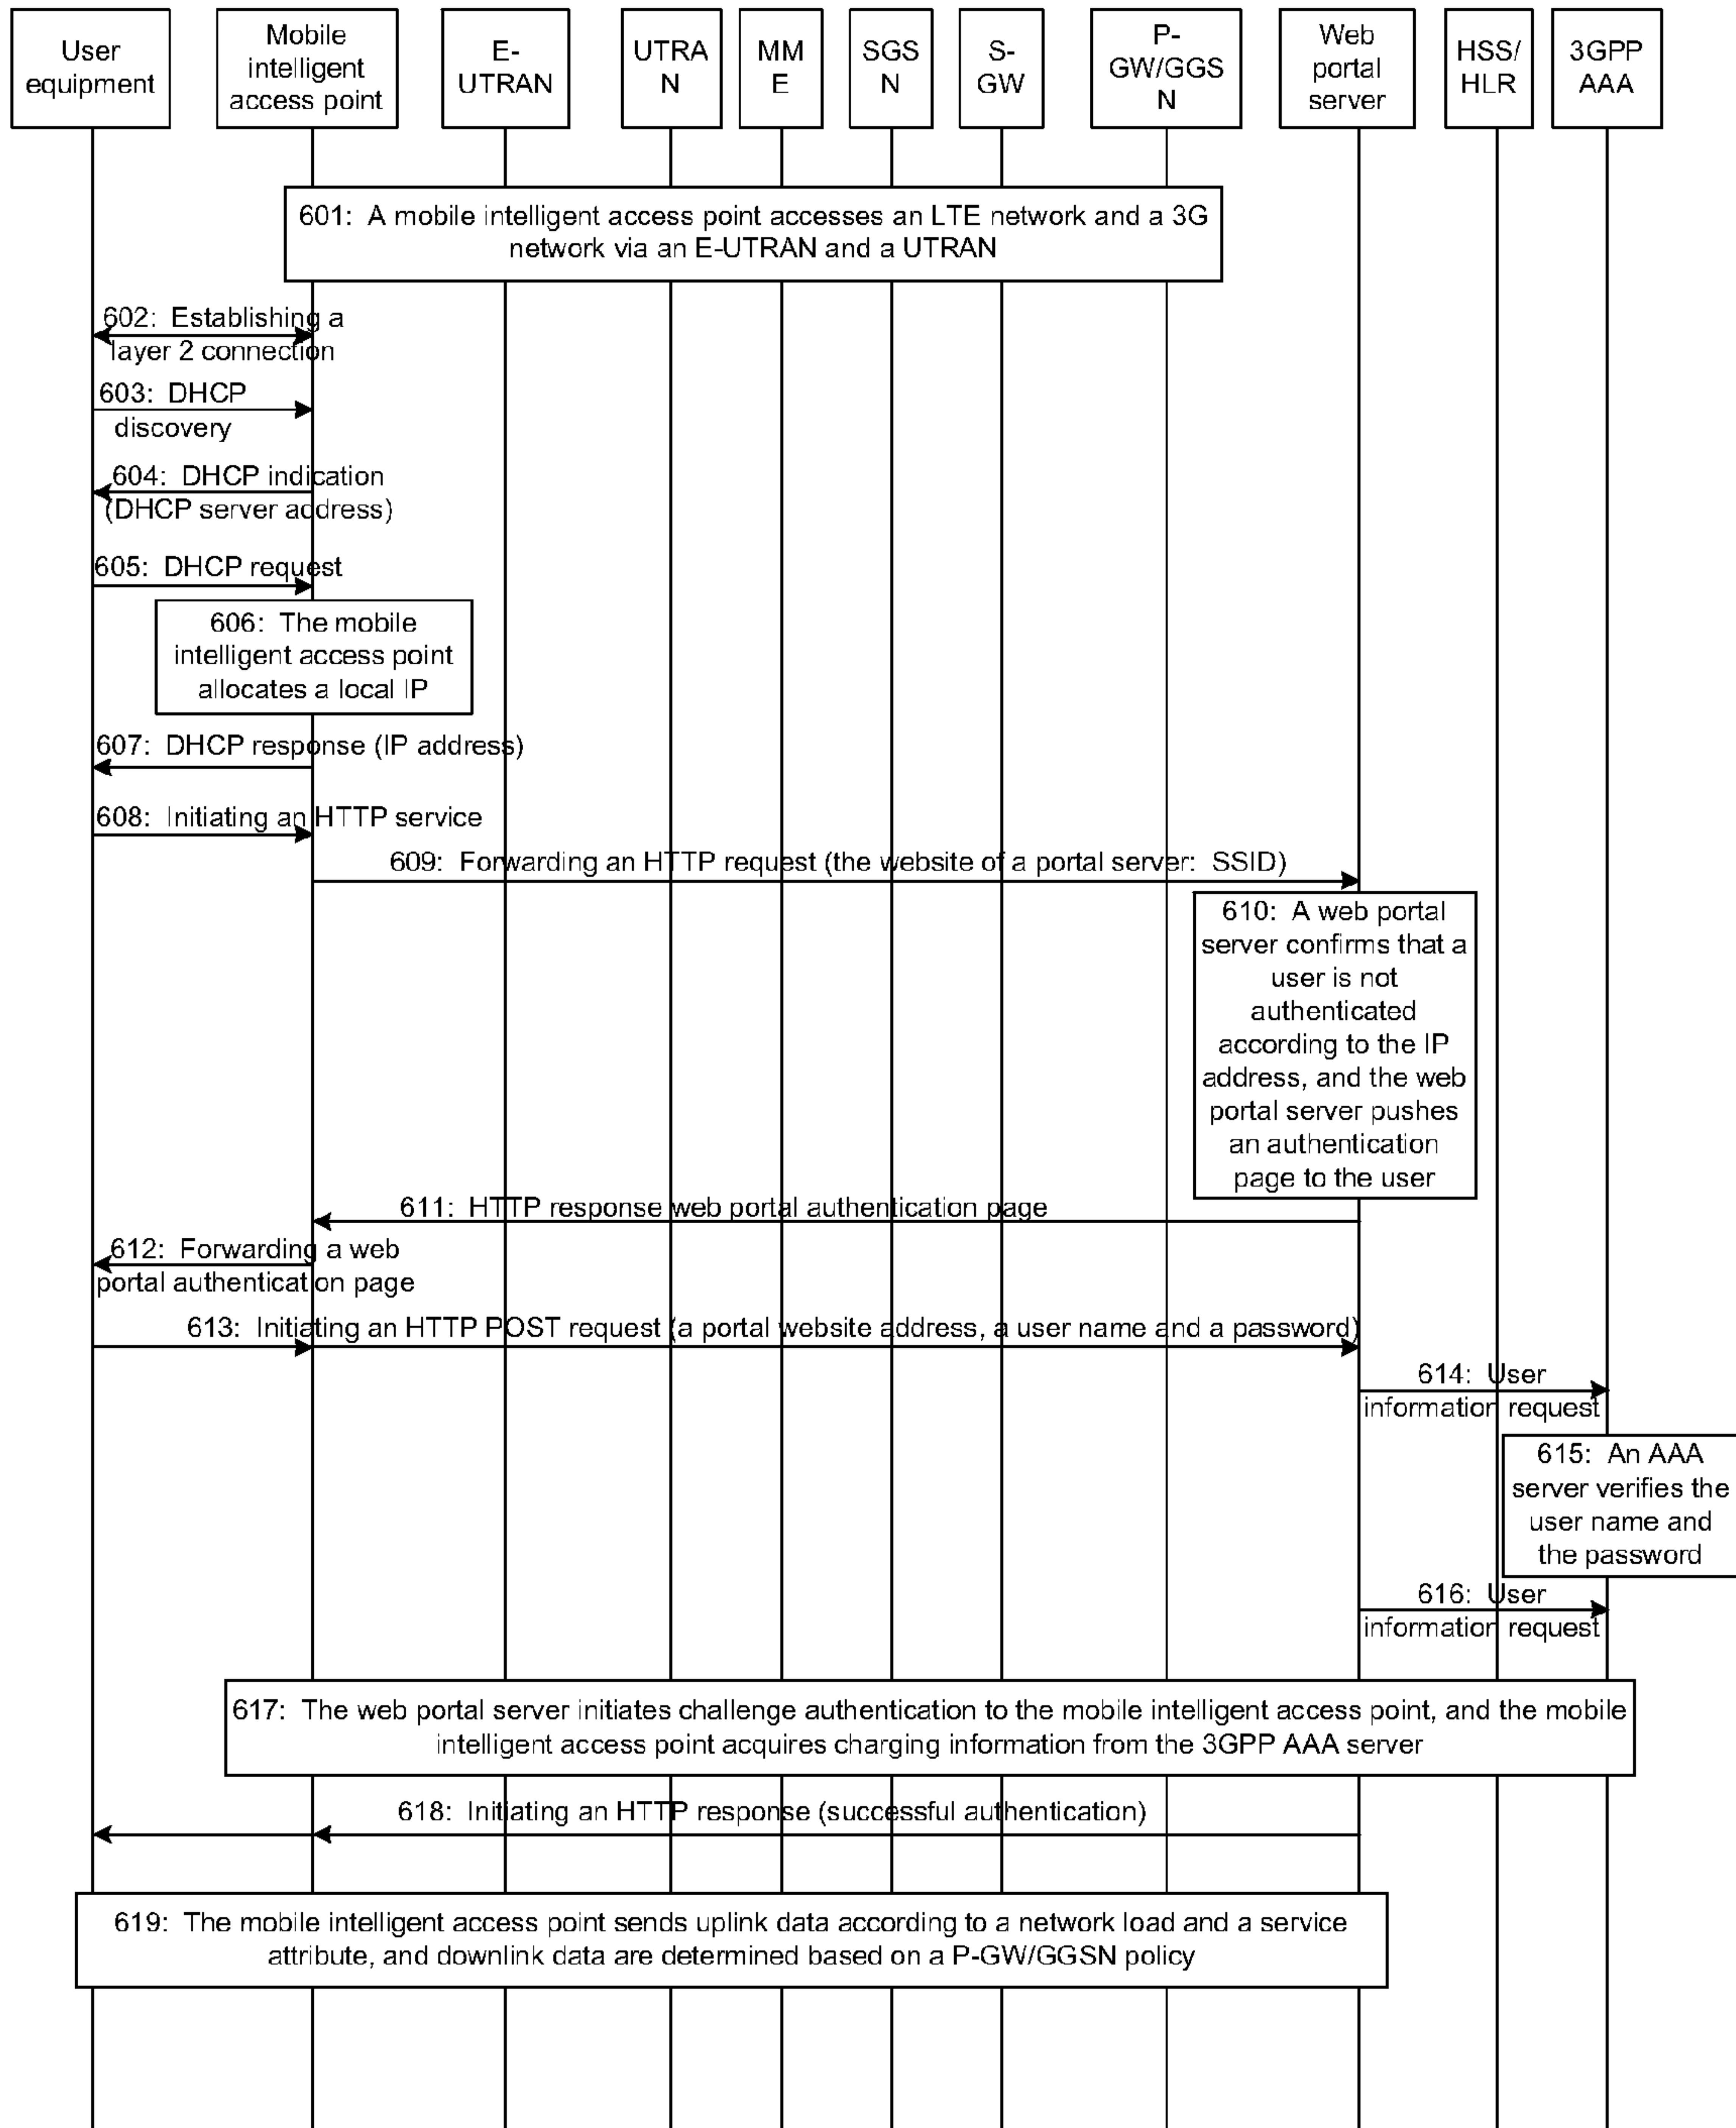 User
equipment
Mobile
intelligent
access point
E-
UTRAN
UTRA
N
MM
E
SGS
N
S-
GW
P-
GW/GGS
N
Web
portal
server
HSS/
HLR
3GPP
AAA
601: A mobile intelligent access point accesses an LTE network and a 3G
network via an E-UTRAN and a UTRAN
602: Establishing a
layer 2 connection
603: DHCP
discovery
604: DHCP indication
(DHCP server address)
605: DHCP request
606: The mobile
intelligent access point
allocates a local IP
607: DHCP response (IP address)
608: Initiating an HTTP service
609: Forwarding an HTTP request (the website of a portal server: SSID)
610: A web portal
server confirms that a
user is not
authenticated
according to the IP
address, and the web
portal server pushes
an authentication
page to the user
611: HTTP response web portal authentication page
612: Forwarding a web
portal authentication page
613: Initiating an HTTP POST request (a portal website address, a user name and a password)
614: User
information request
615: An AAA
server verifies the
user name and
the password
616: User
information request
617: The web portal server initiates challenge authentication to the mobile intelligent access point, and the mobile
intelligent access point acquires charging information from the 3GPP AAA server
618: Initiating an HTTP response (successful authentication)
619: The mobile intelligent access point sends uplink data according to a network load and a service
attribute, and downlink data are determined based on a P-GW/GGSN policy